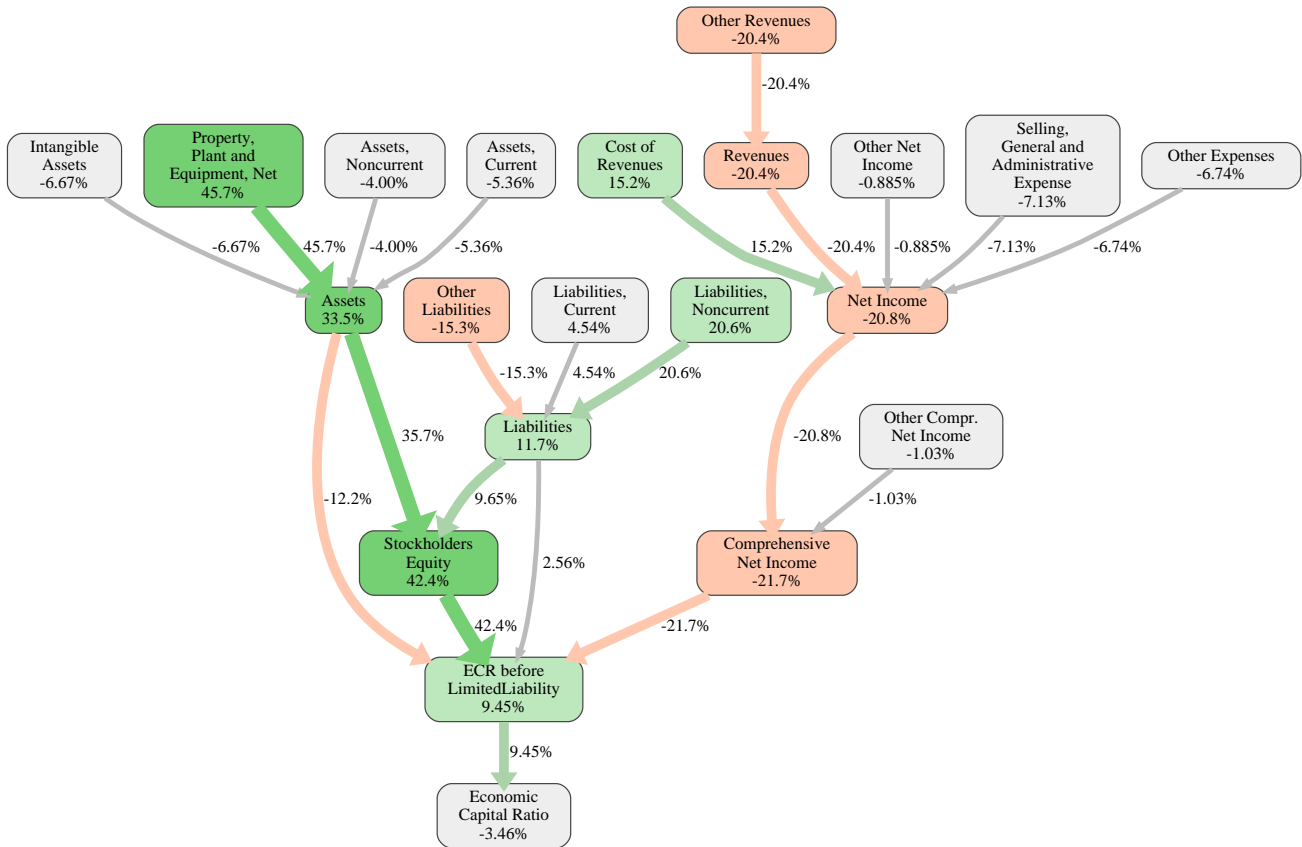 Other Revenues
-20.4%
-20.4%
Intangible
Assets
-6.67%
Property,
Plant and
Equipment, Net
45.7%
Assets,
Noncurrent
-4.00%
Assets,
Current
-5.36%
Cost of
Revenues
15.2%
Revenues
-20.4%
Other Net
Income
-0.885%
Selling,
General and
Administrative
Expense
-7.13%
Other Expenses
-6.74%
-6.67%
45.7%
-4.00%
-5.36%
15.2%
-20.4%
-0.885%
-7.13%
-6.74%
Assets
33.5%
Other
Liabilities
-15.3%
Liabilities,
Current
4.54%
Liabilities,
Noncurrent
20.6%
Net Income
-20.8%
-15.3%
4.54%
20.6%
35.7%
Liabilities
11.7%
-20.8%
Other Compr.
Net Income
-1.03%
-12.2%
9.65%
-1.03%
Stockholders
Equity
42.4%
2.56%
Comprehensive
Net Income
-21.7%
42.4%
-21.7%
ECR before
LimitedLiability
9.45%
9.45%
Economic
Capital Ratio
-3.46%